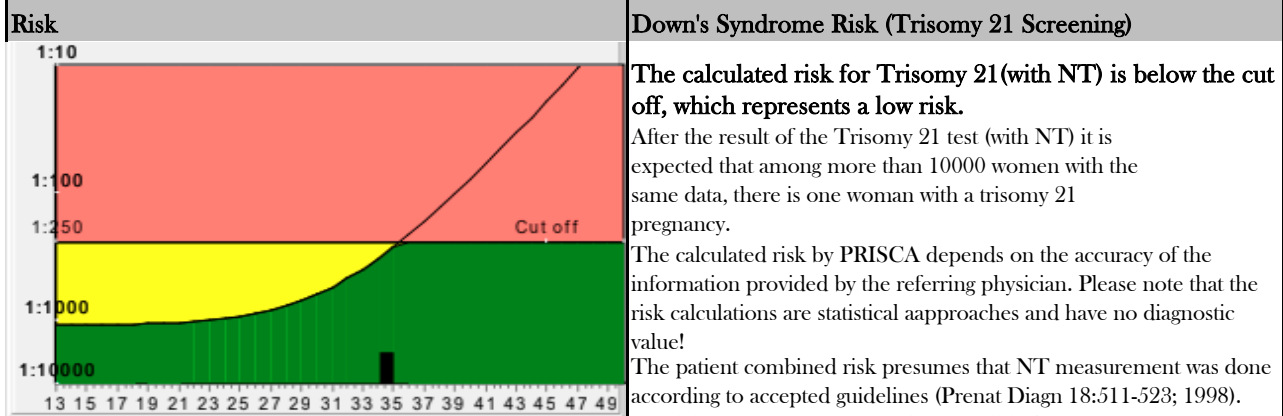 Risk
Down's Syndrome Risk (Trisomy 21 Screening)
1:10
1:100
1:250
Cut off
1:1000
1:10000
13 15 17 19 21 23 25 27 29 31 33 35 37 39 41 43 45 47 49
The calculated risk for Trisomy 21(with NT) is below the cut
off, which represents a low risk.
After the result of the Trisomy 21 test (with NT) it is
expected that among more than 10000 women with the
same data, there is one woman with a trisomy 21
pregnancy.
The calculated risk by PRISCA depends on the accuracy of the
information provided by the referring physician. Please note that the
risk calculations are statistical aapproaches and have no diagnostic
value!
The patient combined risk presumes that NT measurement was done
according to accepted guidelines (Prenat Diagn 18:511-523; 1998).